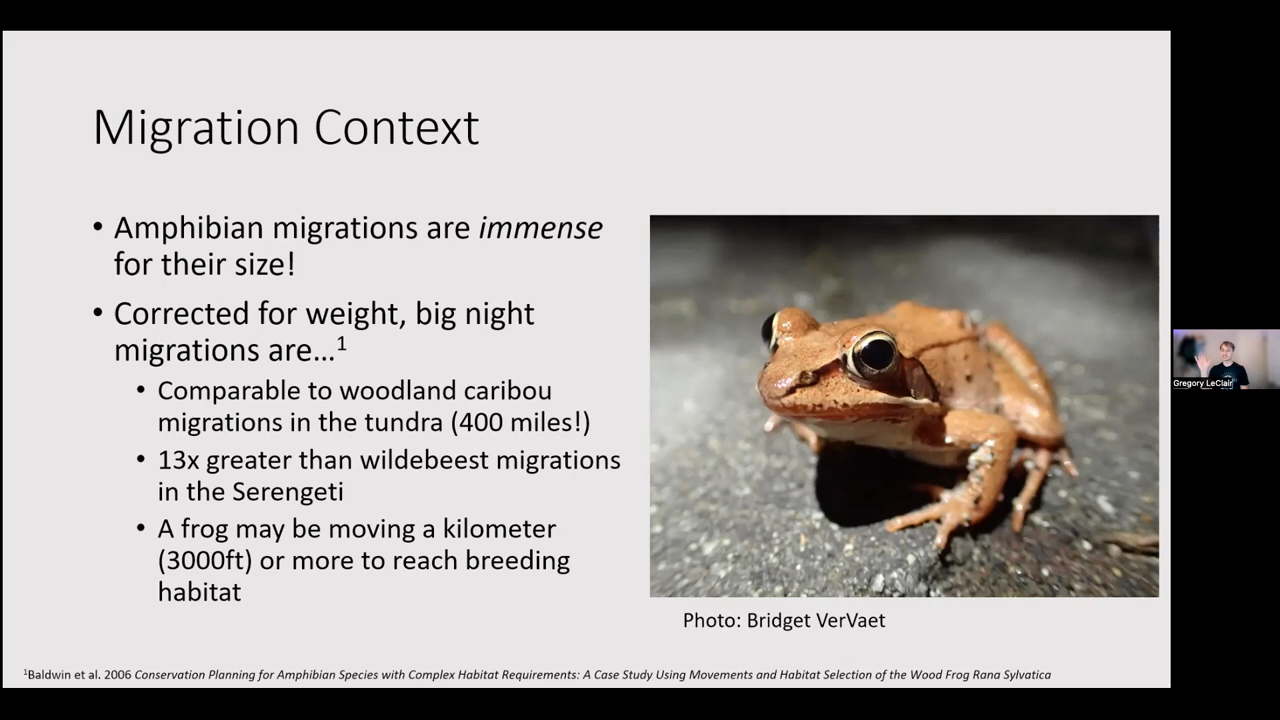 Migration Context
• Amphibian migrations are immense
for their size!
• Corrected for weight, big night
migrations are…¹
• Comparable to woodland caribou
migrations in the tundra (400 miles!)
• 13x greater than wildebeest migrations
in the Serengeti
• A frog may be moving a kilometer
(3000ft) or more to reach breeding
habitat
Photo: Bridget VerVaet
Gregory LeClair
¹Baldwin et al. 2006 Conservation Planning for Amphibian Species with Complex Habitat Requirements: A Case Study Using Movements and Habitat Selection of the Wood Frog Rana Sylvatica